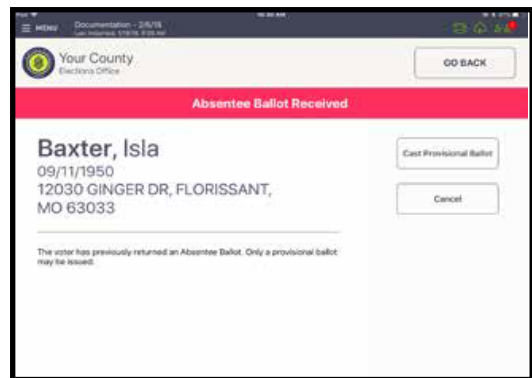 MENU
Documentation - 2/6/18
Your County
Elections Office
GO BACK
Absentee Ballot Received
Baxter, Isla
09/11/1950
12030 GINGER DR, FLORISSANT,
MO 63033
Cast Provisional Ballot
Cancel
The voter has previously returned an Absentee Ballot. Only a provisional ballot
may be issued.